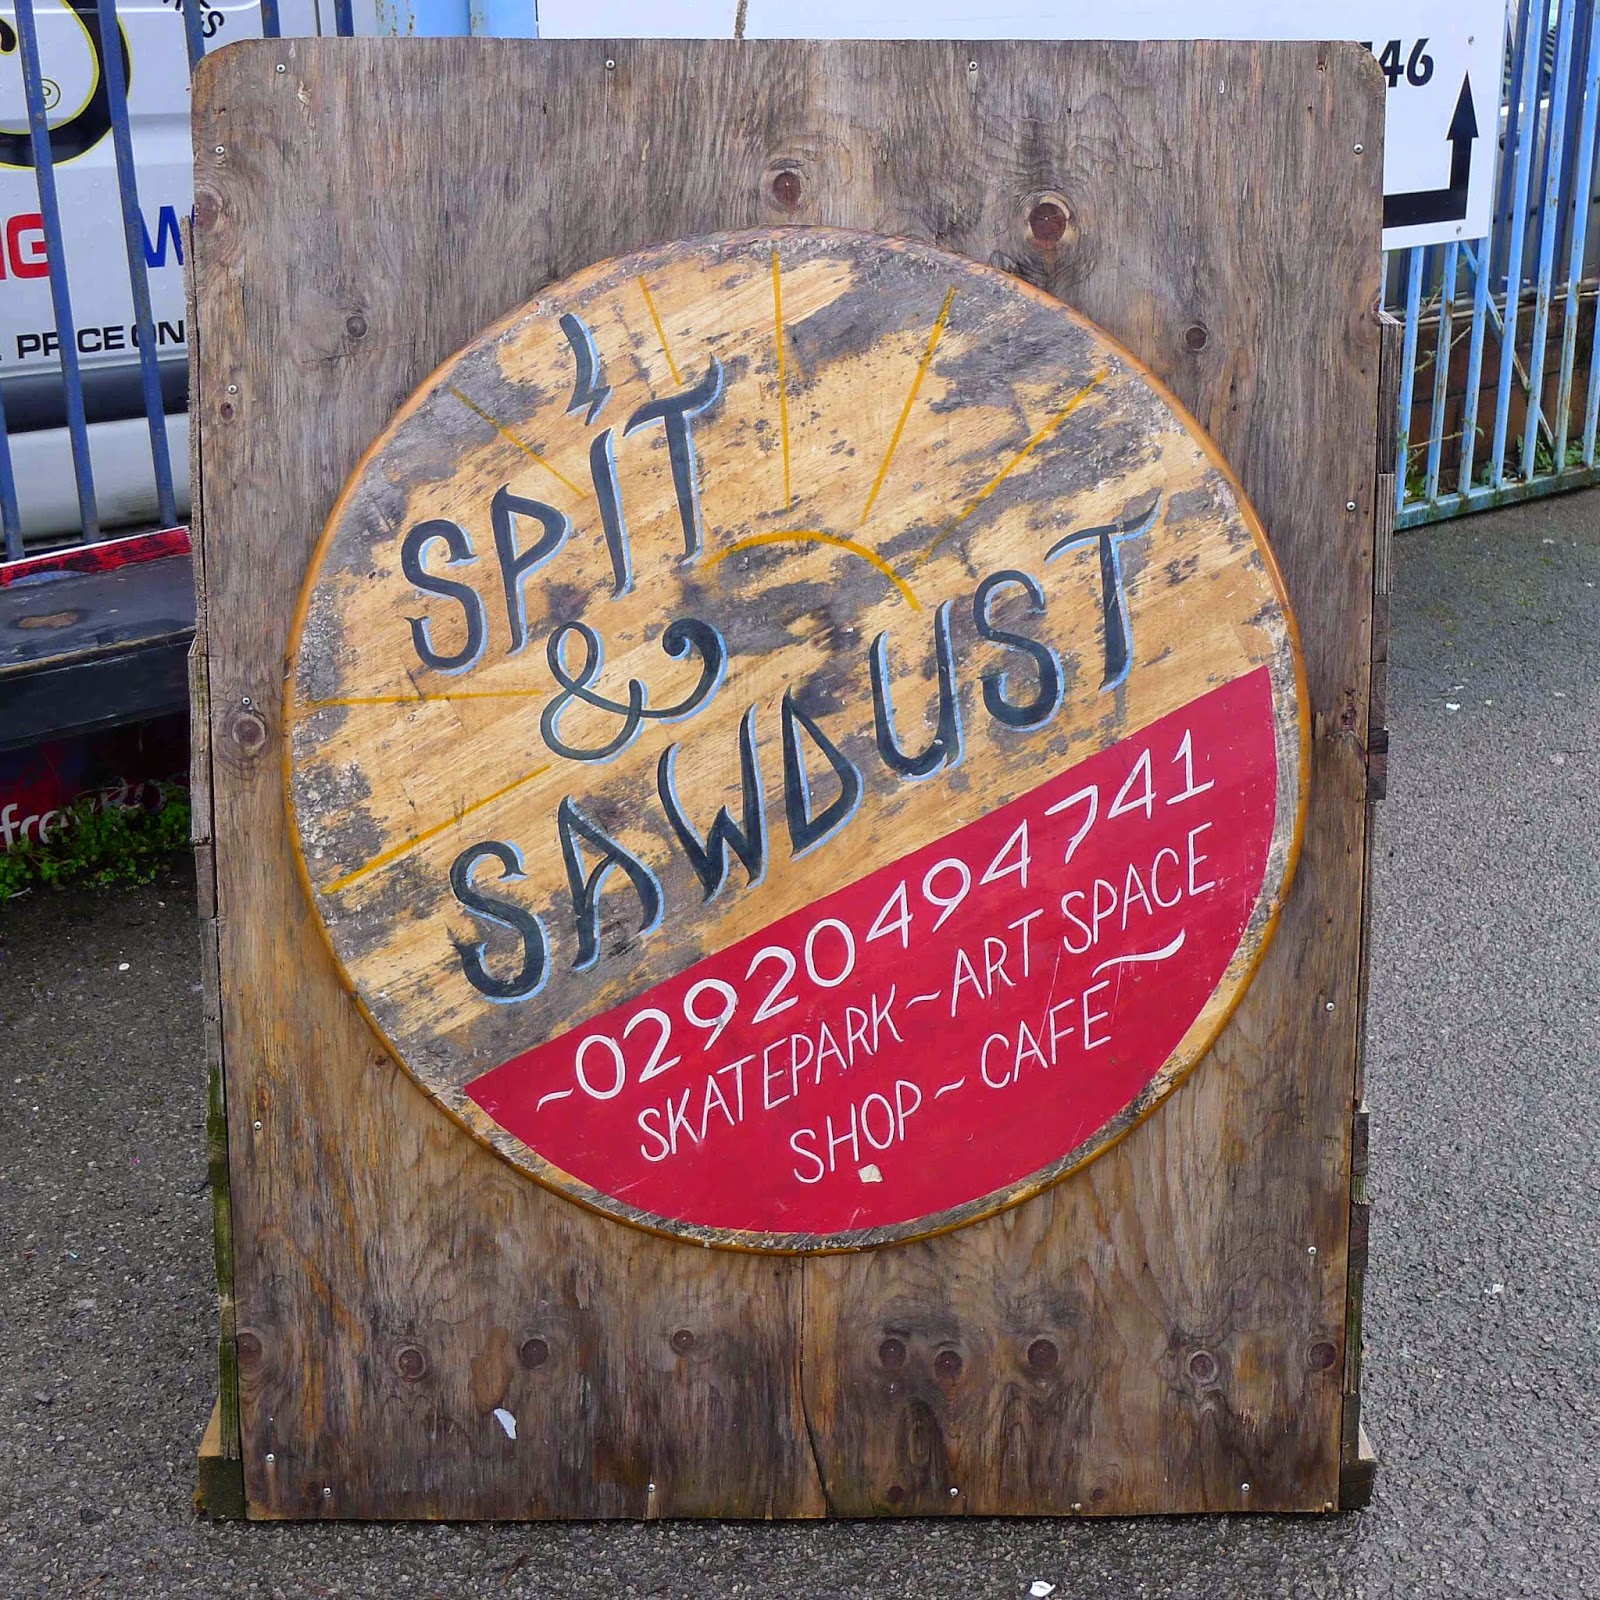 46
G W
PRICE ON
SPIT
&
SAWDUST
~02920494741
SKATEPARK~ART SPACE
SHOP~CAFE